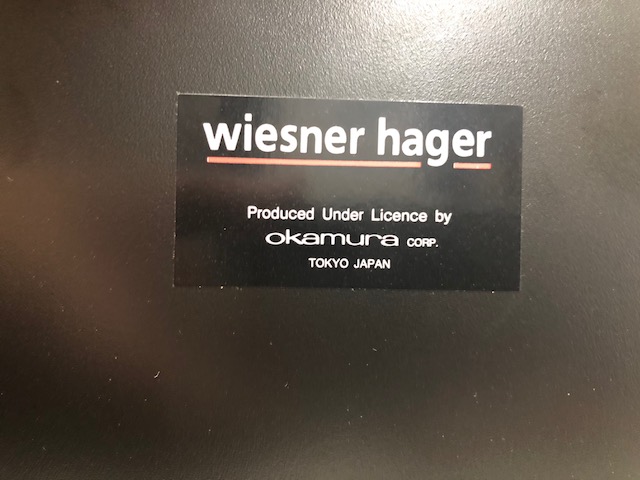 wiesner hager
Produced Under Licence by
okamura CORP.
TOKYO JAPAN